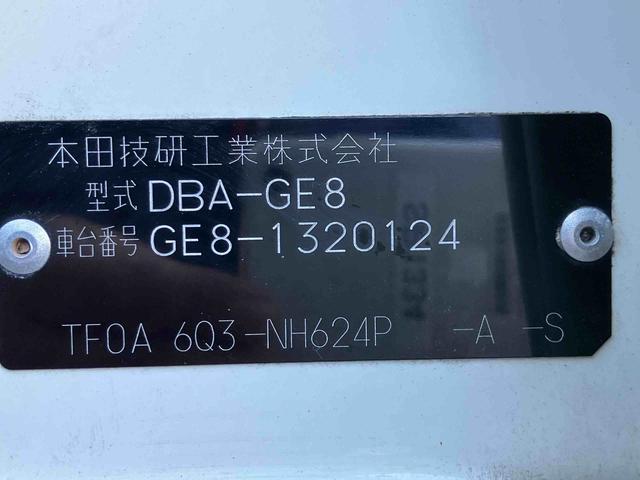 本田技研工業株式会社
型式 DBA-GE8
車台番号 GE8-1320124
TF0A 6Q3-NH624P -A -S